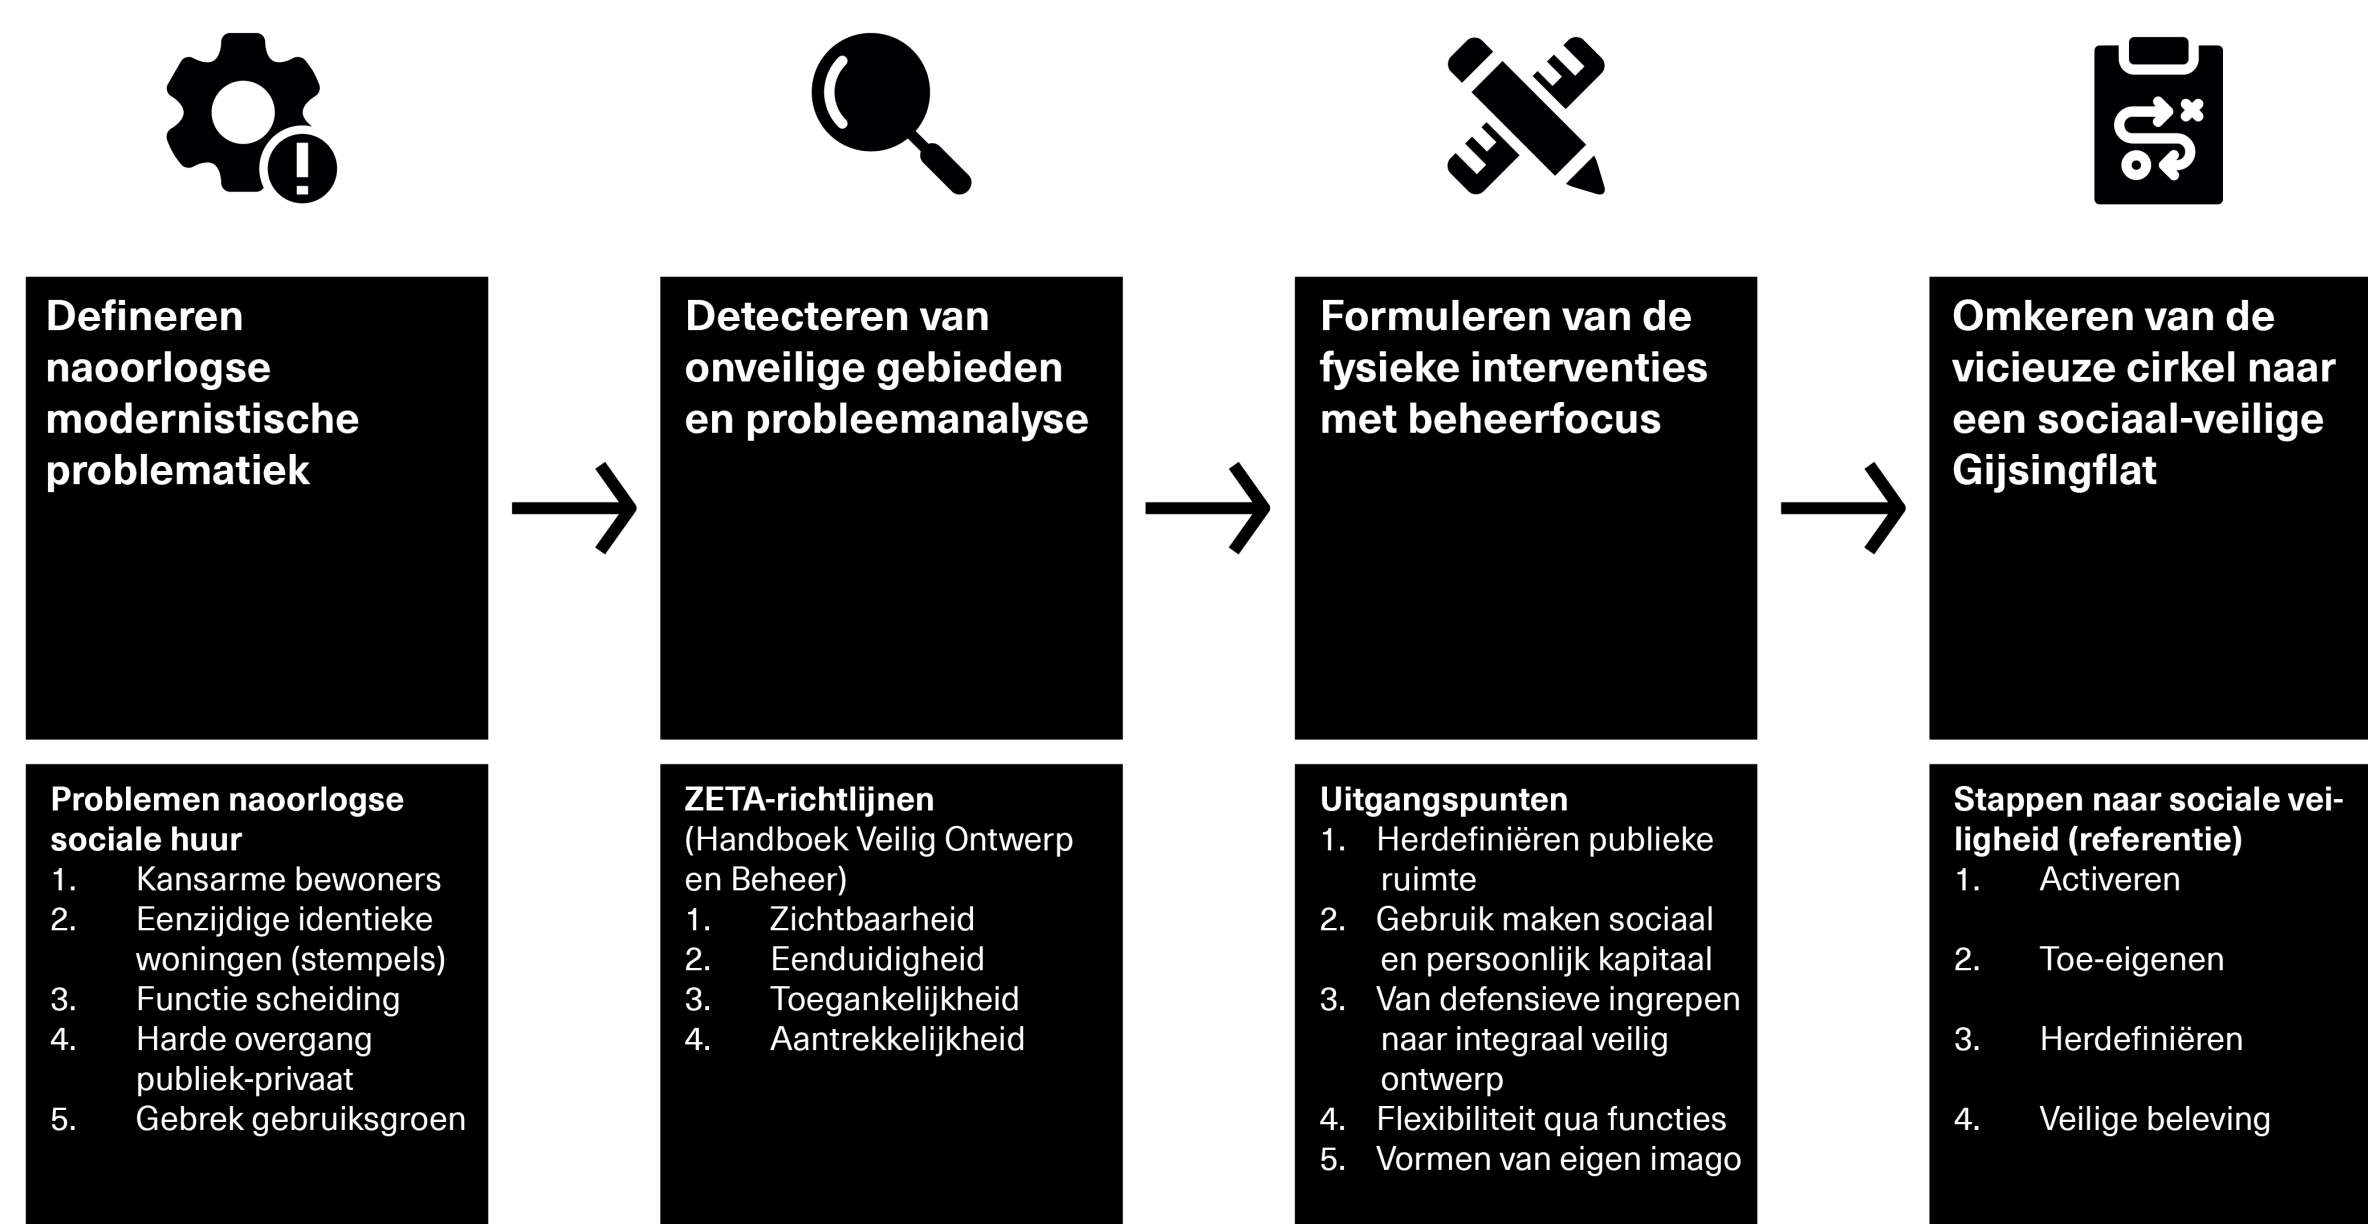 Defineren
naoorlogse
modernistische
problematiek
Detecteren van
onveilige gebieden
en probleemanalyse
Formuleren van de
fysieke interventies
met beheerfocus
Omkeren van de
vicieuze cirkel naar
een sociaal-veilige
Gijsingflat
Problemen naoorlogse
sociale huur
1. Kansarme bewoners
2. Eenzijdige identieke
woningen (stempels)
3. Functie scheiding
4. Harde overgang
publiek-privaat
5. Gebrek gebruiksgroen
ZETA-richtlijnen
(Handboek Veilig Ontwerp
en Beheer)
1. Zichtbaarheid
2. Eenduidigheid
3. Toegankelijkheid
4. Aantrekkelijkheid
Uitgangspunten
1. Herdefiniëren publieke
ruimte
2. Gebruik maken sociaal
en persoonlijk kapitaal
3. Van defensieve ingrepen
naar integraal veilig
ontwerp
4. Flexibiliteit qua functies
5. Vormen van eigen imago
Stappen naar sociale vei-
ligheid (referentie)
1. Activeren
2. Toe-eigenen
3. Herdefiniëren
4. Veilige beleving